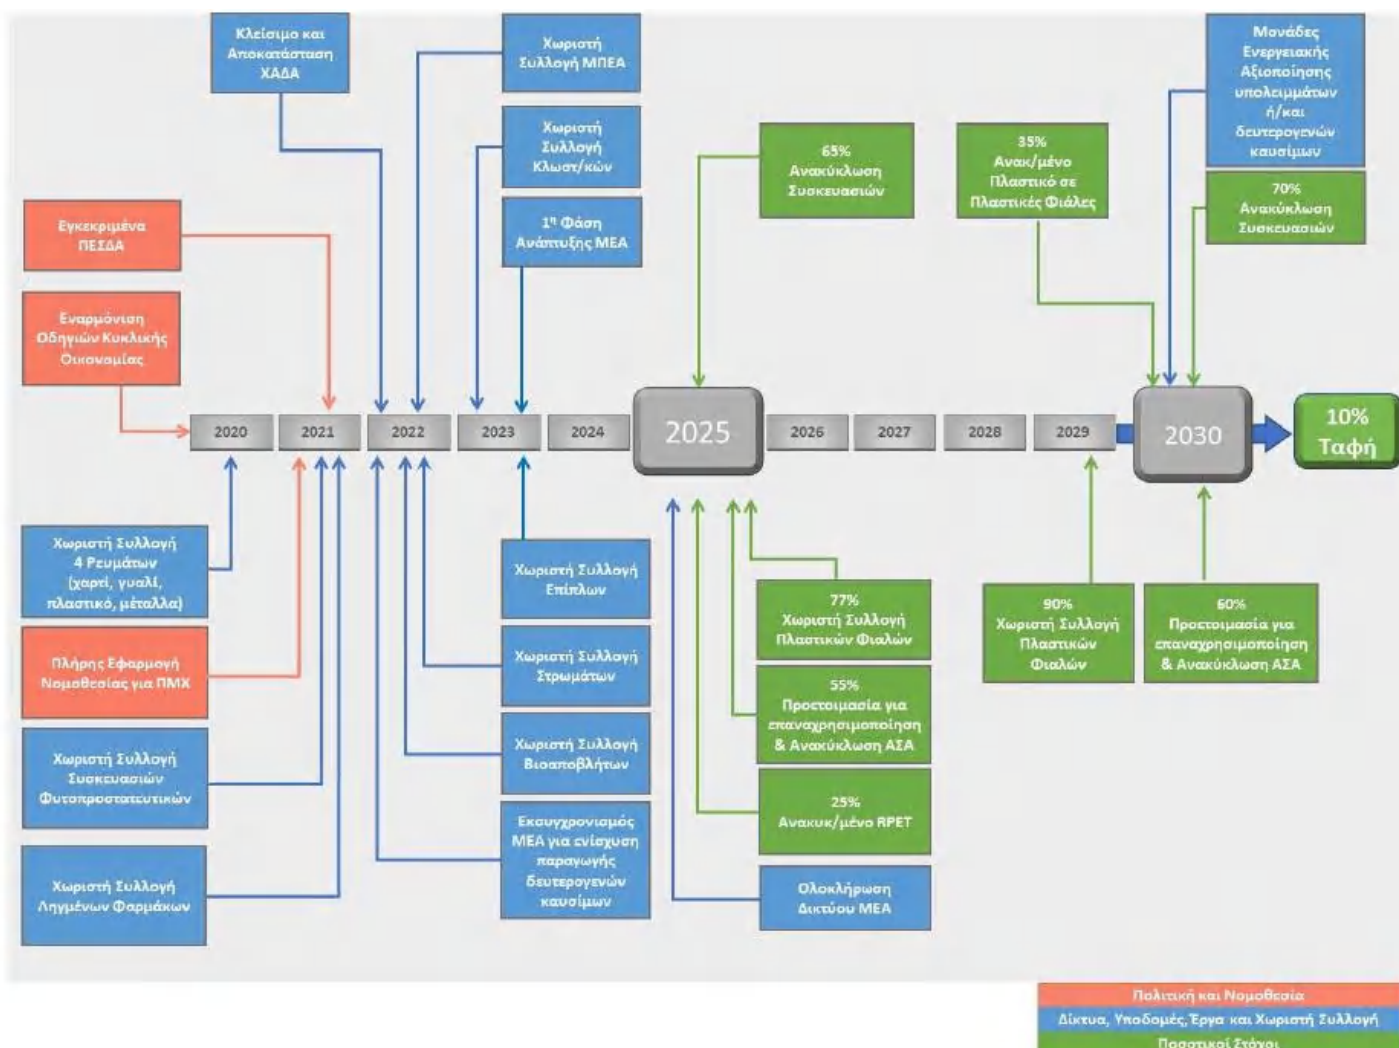 Κλείσιμο και
Αποκατάσταση
ΧΑΔΑ
Χωριστή
Συλλογή ΜΠΕΑ
Χωριστή
Συλλογή
Κλωστ/κών
1η Φάση
Ανάπτυξης ΜΕΑ
65%
Ανακύκλωση
Συσκευασιών
35%
Ανακ/μένο
Πλαστικό σε
Πλαστικές Φιάλες
Μονάδες
Ενεργειακής
Αξιοποίησης
υπολειμμάτων
ή/και
δευτερογενών
καυσίμων
70%
Ανακύκλωση
Συσκευασιών
Εγκεκριμένα
ΠΕΣΔΑ
Εναρμόνιση
Οδηγιών Κυκλικής
Οικονομίας
2020
2021
2022
2023
2024
2025
2026
2027
2028
2029
2030
10%
Ταφή
Χωριστή Συλλογή
4 Ρευμάτων
(χαρτί, γυαλί,
πλαστικό, μέταλλα)
Πλήρης Εφαρμογή
Νομοθεσίας για ΠΜΧ
Χωριστή Συλλογή
Συσκευασιών
Φυτοπροστατευτικών
Χωριστή Συλλογή
Ληγμένων Φαρμάκων
Χωριστή Συλλογή
Επίπλων
Χωριστή Συλλογή
Στρωμάτων
Χωριστή Συλλογή
Βιοαποβλήτων
Εκσυγχρονισμός
ΜΕΑ για ενίσχυση
παραγωγής
δευτερογενών
καυσίμων
77%
Χωριστή Συλλογή
Πλαστικών Φιαλών
55%
Προετοιμασία για
επαναχρησιμοποίηση
& Ανακύκλωση ΑΣΑ
25%
Ανακυκ/μένο RPET
Ολοκλήρωση
Δικτύου ΜΕΑ
90%
Χωριστή Συλλογή
Πλαστικών
Φιαλών
60%
Προετοιμασία για
επαναχρησιμοποίηση
& Ανακύκλωση ΑΣΑ
Πολιτική και Νομοθεσία
Δίκτυα, Υποδομές, Έργα και Χωριστή Συλλογή
Ποσοτικοί Στόχοι